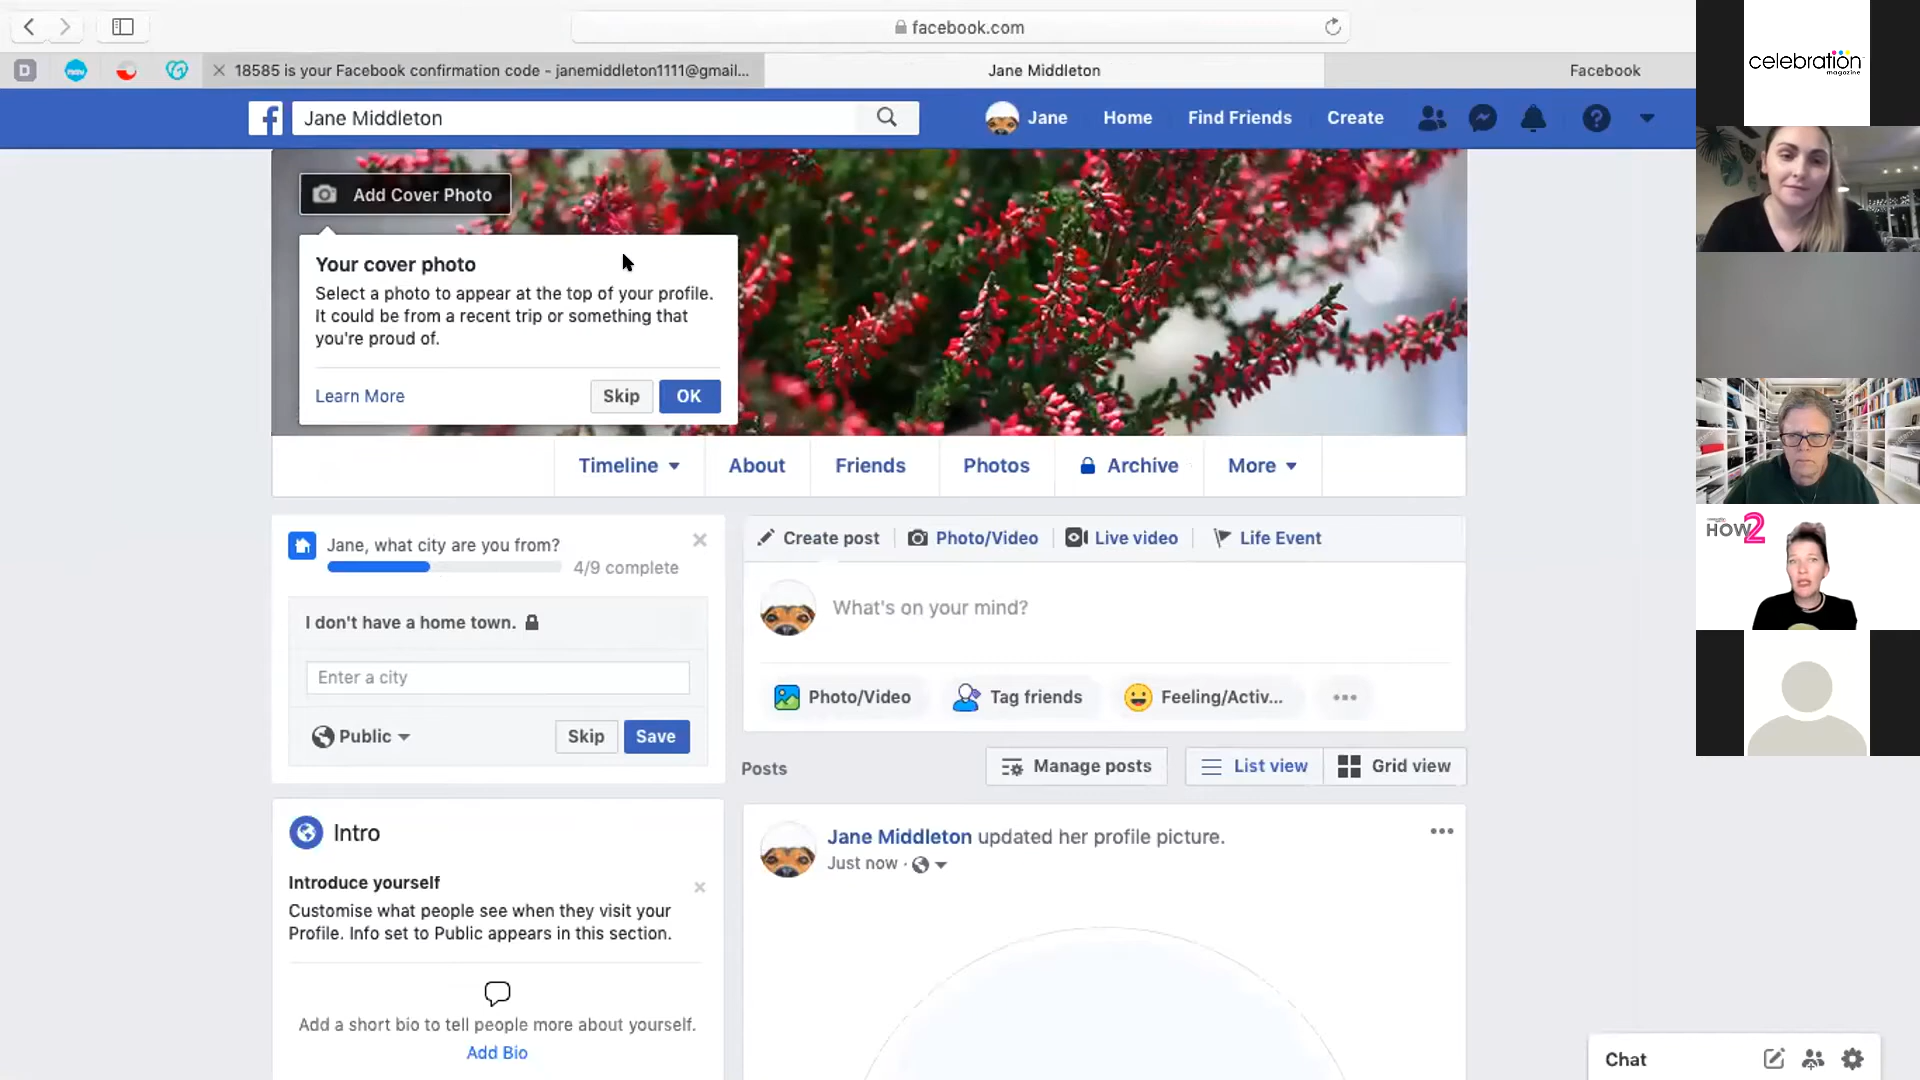 facebook.com
18585 is your Facebook confirmation code - janemiddleton1111@gmail...
Jane Middleton
Facebook
Jane Middleton
Jane
Home
Find Friends
Create
Add Cover Photo
Your cover photo
Select a photo to appear at the top of your profile.
It could be from a recent trip or something that
you're proud of.
Learn More
Skip
OK
Timeline
About
Friends
Photos
Archive
More
Jane, what city are you from?
4/9 complete
I don't have a home town.
Enter a city
Public
Skip
Save
Intro
Introduce yourself
Customise what people see when they visit your
Profile. Info set to Public appears in this section.
Add a short bio to tell people more about yourself.
Add Bio
Create post
Photo/Video
Live video
Life Event
What's on your mind?
Photo/Video
Tag friends
Feeling/Activ...
Posts
Manage posts
List view
Grid view
Jane Middleton updated her profile picture.
Just now ·
Chat
celebration
magazine
HOW2